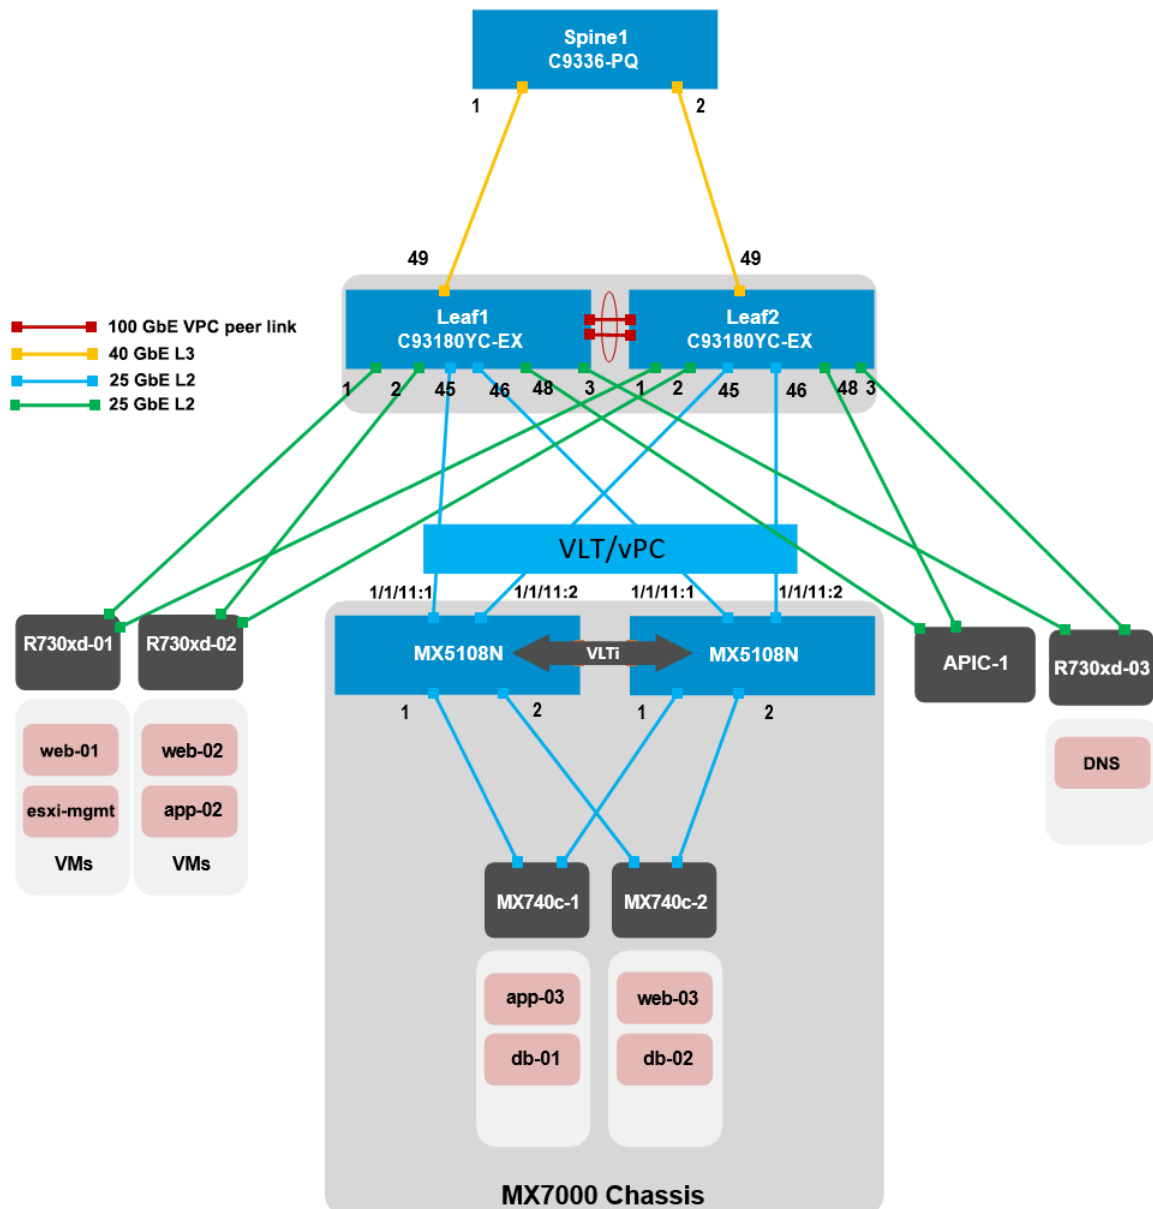 Spine1
C9336-PQ
1
2
49
49
100 GbE VPC peer link
40 GbE L3
25 GbE L2
25 GbE L2
Leaf1
C93180YC-EX
Leaf2
C93180YC-EX
1
2
45
46
48
3
1
2
45
46
48
3
VLT/vPC
1/1/11:1
1/1/11:2
1/1/11:1
1/1/11:2
R730xd-01
R730xd-02
MX5108N
VLTi
MX5108N
APIC-1
R730xd-03
1
2
1
2
web-01
esxi-mgmt
VMs
web-02
app-02
VMs
DNS
MX740c-1
MX740c-2
app-03
db-01
web-03
db-02
MX7000 Chassis